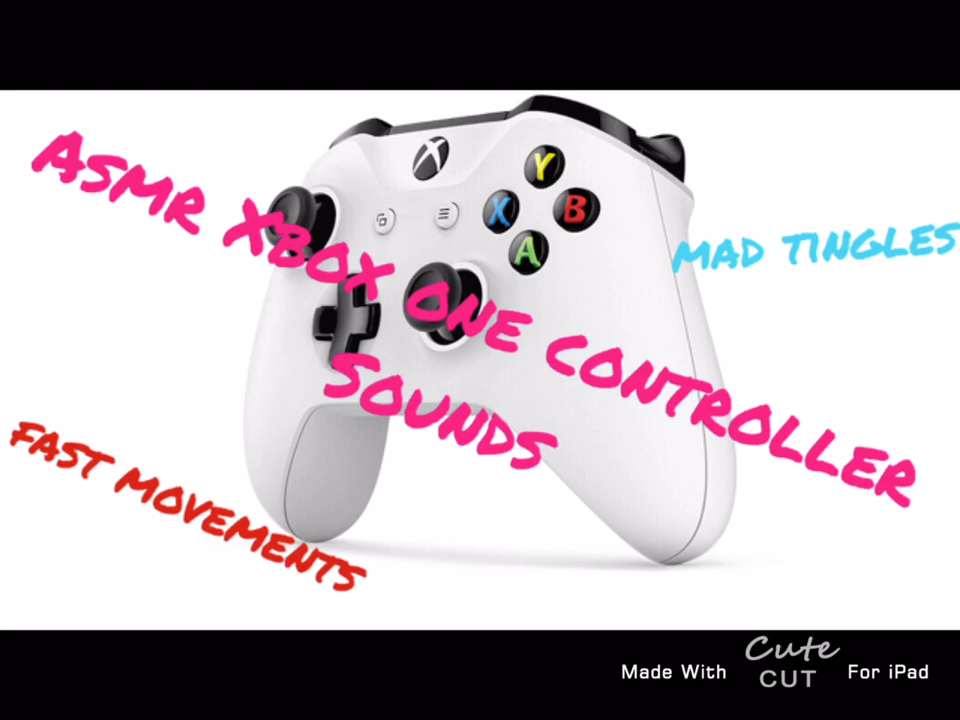 ASMR XBOX ONE CONTROLLER
SOUNDS
MAD TINGLES
FAST MOVEMENTS
Y
X
B
A
Made With Cute CUT For iPad